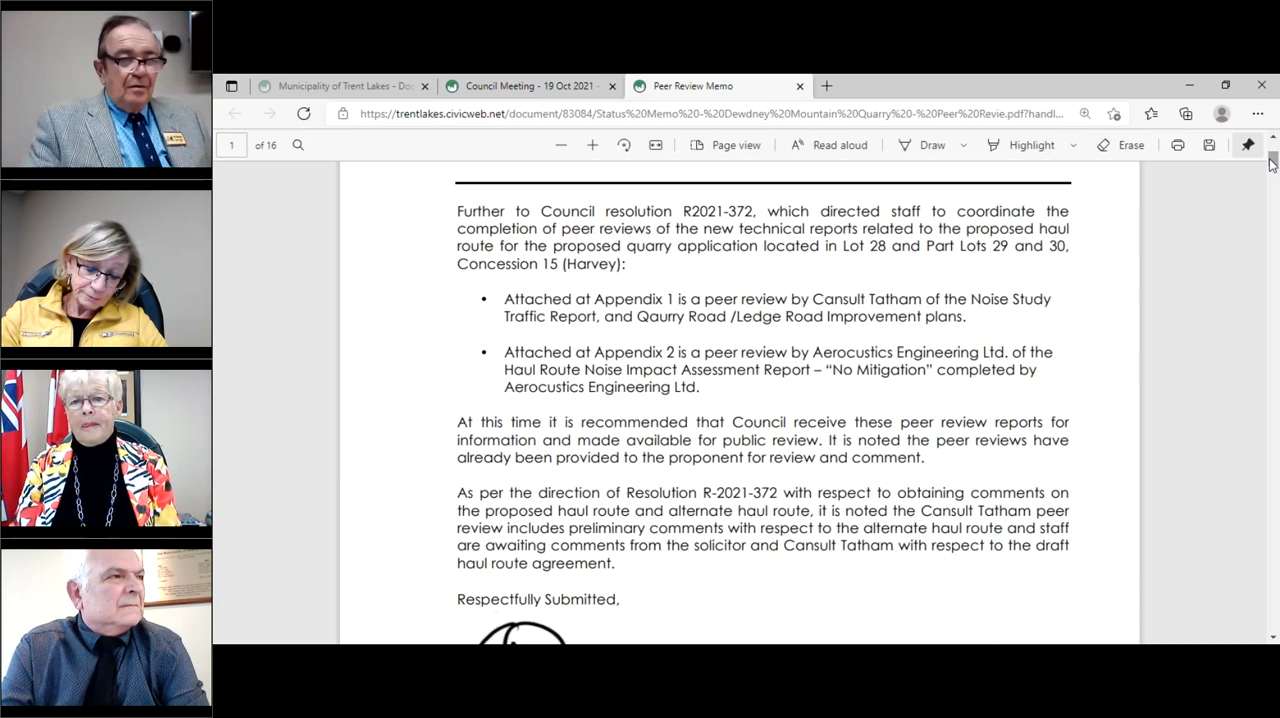 Municipality of Trent Lakes - Doc
Council Meeting - 19 Oct 2021 -
Peer Review Memo
https://trentlakes.civicweb.net/document/83084/Status%20Memo%20-%20Dewdney%20Mountain%20Quarry%20-%20Peer%20Revie.pdf?handl...
1 of 16
Page view
Read aloud
Draw
Highlight
Erase
Further to Council resolution R2021-372, which directed staff to coordinate the
completion of peer reviews of the new technical reports related to the proposed haul
route for the proposed quarry application located in Lot 28 and Part Lots 29 and 30,
Concession 15 (Harvey):
• Attached at Appendix 1 is a peer review by Cansult Tatham of the Noise Study
Traffic Report, and Qaurry Road /Ledge Road Improvement plans.
• Attached at Appendix 2 is a peer review by Aerocustics Engineering Ltd. of the
Haul Route Noise Impact Assessment Report – “No Mitigation” completed by
Aerocustics Engineering Ltd.
At this time it is recommended that Council receive these peer review reports for
information and made available for public review. It is noted the peer reviews have
already been provided to the proponent for review and comment.
As per the direction of Resolution R-2021-372 with respect to obtaining comments on
the proposed haul route and alternate haul route, it is noted the Cansult Tatham peer
review includes preliminary comments with respect to the alternate haul route and staff
are awaiting comments from the solicitor and Cansult Tatham with respect to the draft
haul route agreement.
Respectfully Submitted,